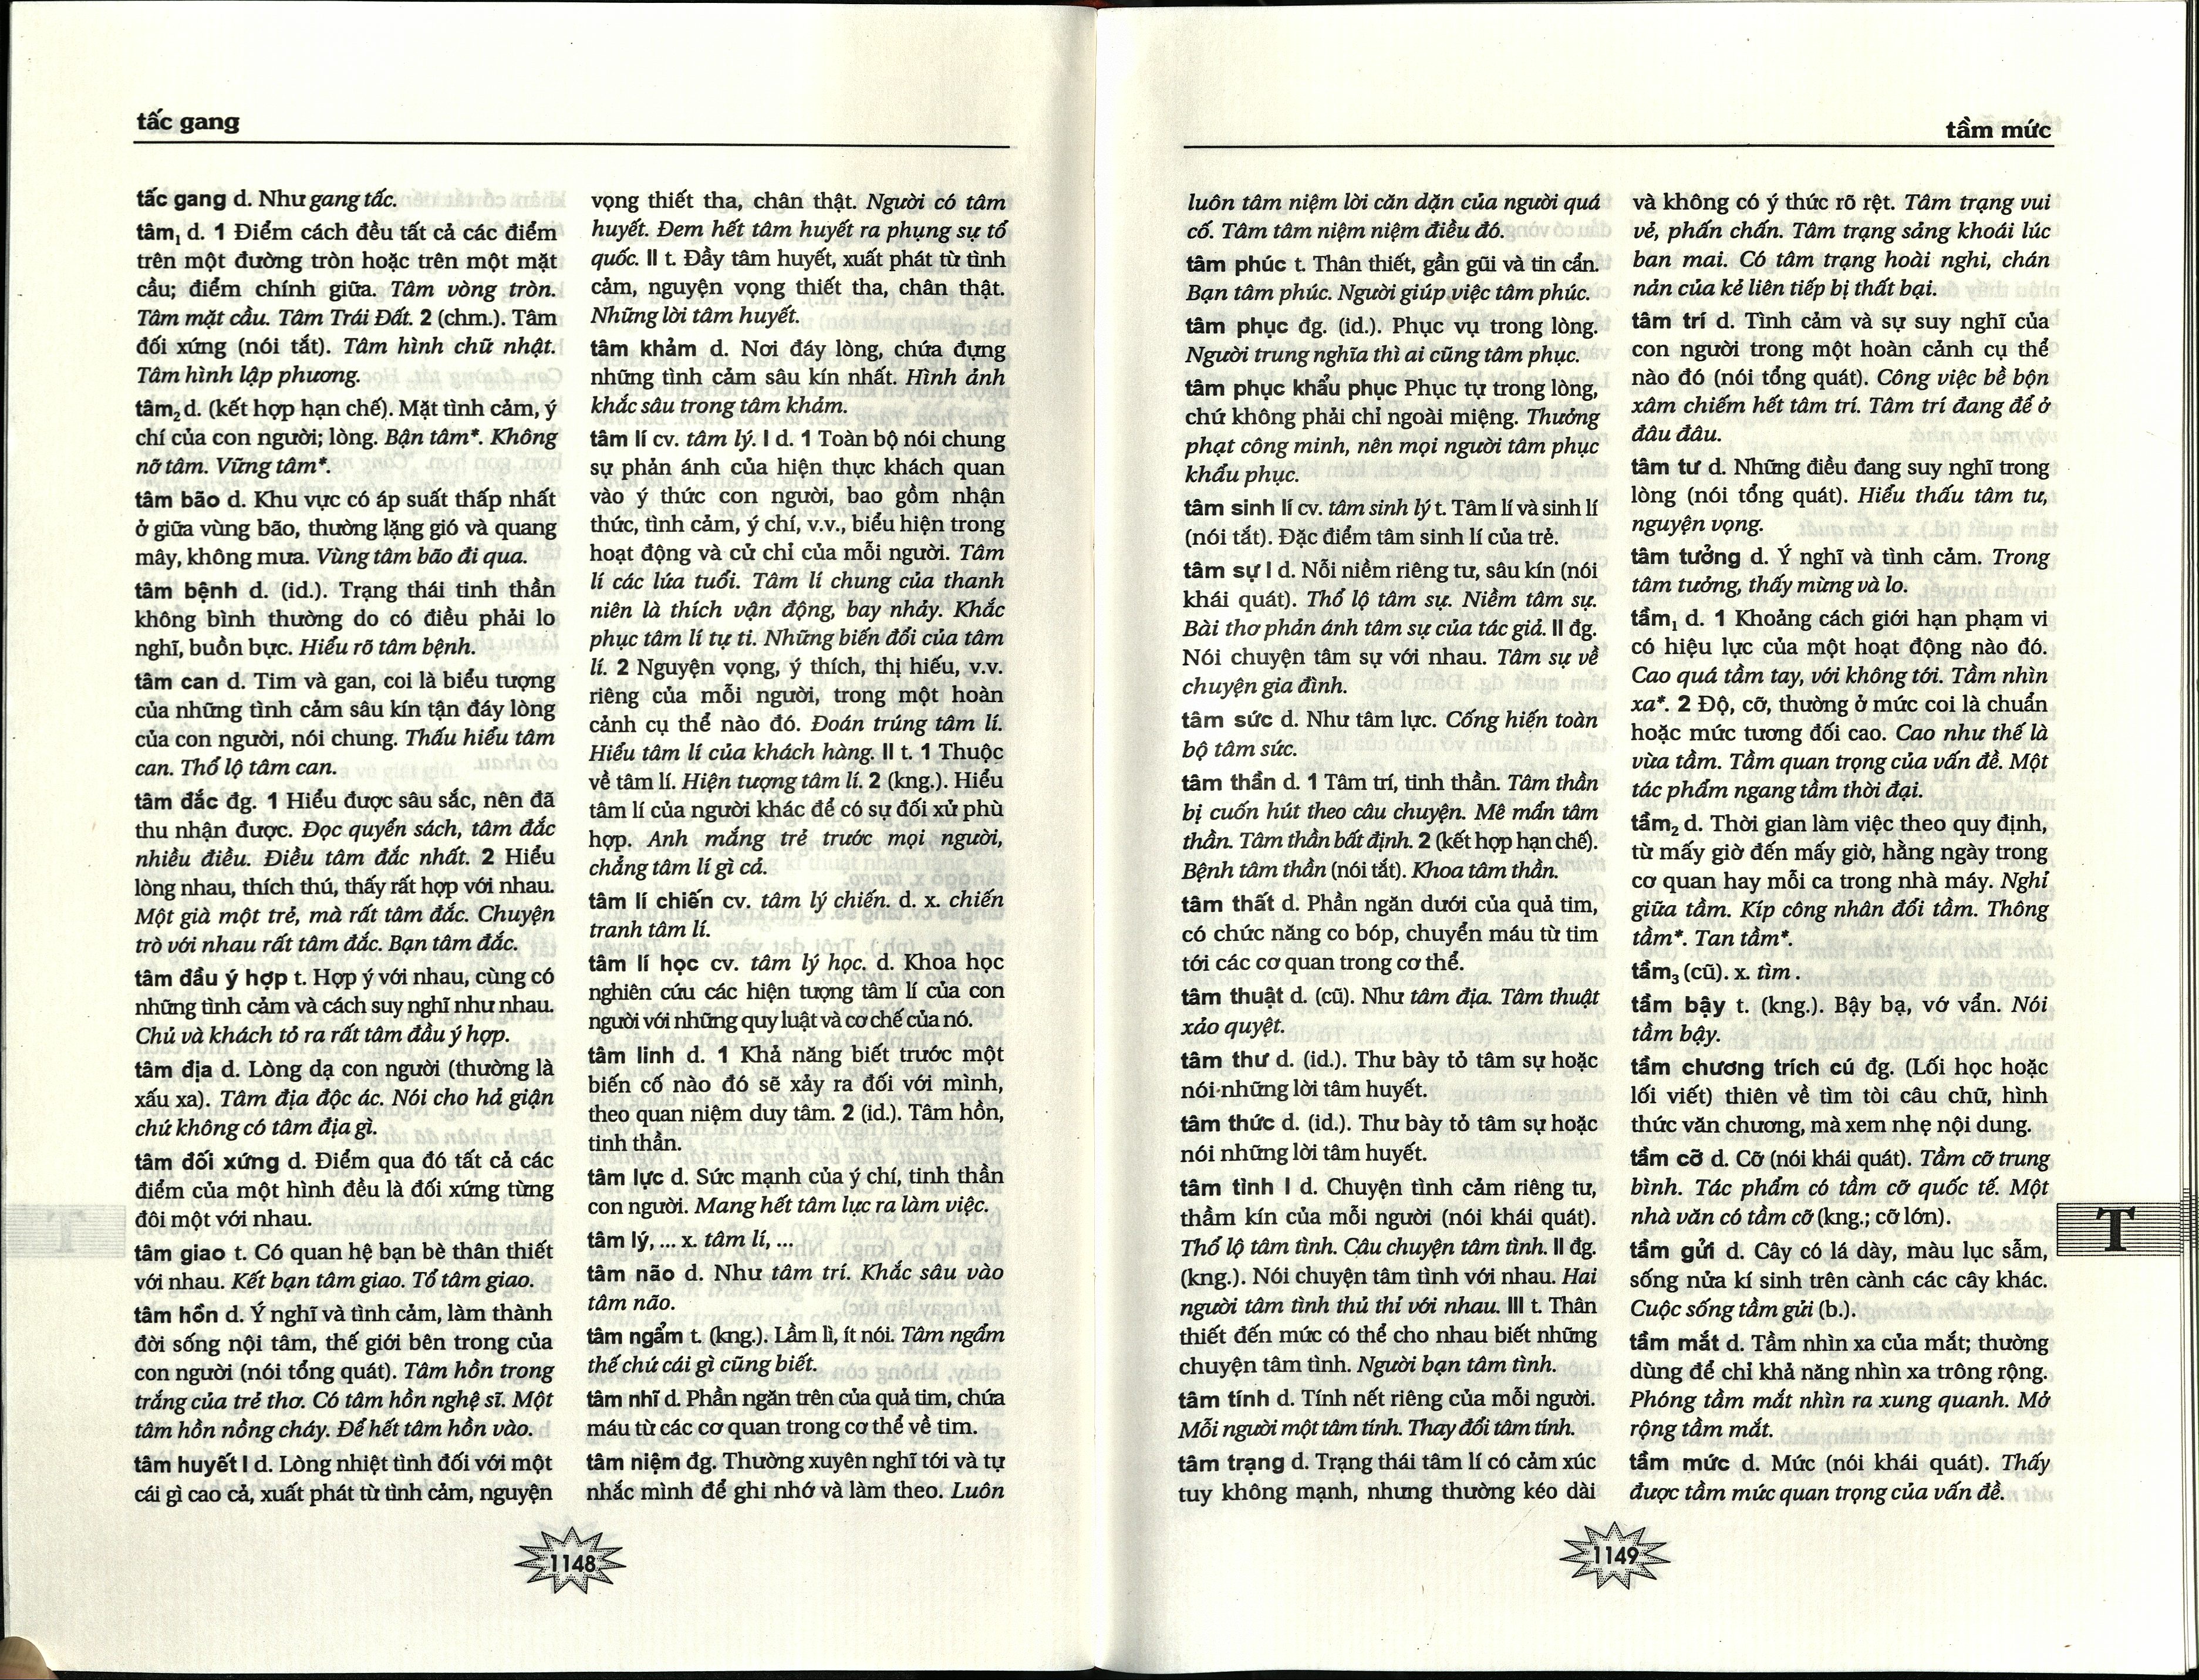 tấc gang
tấc gang d. Như gang tấc.
tâm₁ d. 1 Điểm cách đều tất cả các điểm
trên một đường tròn hoặc trên một mặt
cầu; điểm chính giữa. Tâm vòng tròn.
Tâm mặt cầu. Tâm Trái Đất. 2 (chm.). Tâm
đối xứng (nói tắt). Tâm hình chữ nhật.
Tâm hình lập phương.
tâm₂ d. (kết hợp hạn chế). Mặt tình cảm, ý
chí của con người; lòng. Bận tâm*. Không
nỡ tâm. Vững tâm*.
tâm bão d. Khu vực có áp suất thấp nhất
ở giữa vùng bão, thường lặng gió và quang
mây, không mưa. Vùng tâm bão đi qua.
tâm bệnh d. (id.). Trạng thái tinh thần
không bình thường do có điều phải lo
nghĩ, buồn bực. Hiểu rõ tâm bệnh.
tâm can d. Tim và gan, coi là biểu tượng
của những tình cảm sâu kín tận đáy lòng
của con người, nói chung. Thấu hiểu tâm
can. Thổ lộ tâm can.
tâm đắc đg. 1 Hiểu được sâu sắc, nên đã
thu nhận được. Đọc quyển sách, tâm đắc
nhiều điều. Điều tâm đắc nhất. 2 Hiểu
lòng nhau, thích thú, thấy rất hợp với nhau.
Một già một trẻ, mà rất tâm đắc. Chuyện
trò với nhau rất tâm đắc. Bạn tâm đắc.
tâm đầu ý hợp t. Hợp ý với nhau, cùng có
những tình cảm và cách suy nghĩ như nhau.
Chủ và khách tỏ ra rất tâm đầu ý hợp.
tâm địa d. Lòng dạ con người (thường là
xấu xa). Tâm địa độc ác. Nói cho hả giận
chứ không có tâm địa gì.
tâm đối xứng d. Điểm qua đó tất cả các
điểm của một hình đều là đối xứng từng
đôi một với nhau.
tâm giao t. Có quan hệ bạn bè thân thiết
với nhau. Kết bạn tâm giao. Tổ tâm giao.
tâm hồn d. Ý nghĩ và tình cảm, làm thành
đời sống nội tâm, thế giới bên trong của
con người (nói tổng quát). Tâm hồn trong
trắng của trẻ thơ. Có tâm hồn nghệ sĩ. Một
tâm hồn nồng cháy. Để hết tâm hồn vào.
tâm huyết I d. Lòng nhiệt tình đối với một
cái gì cao cả, xuất phát từ tình cảm, nguyện
vọng thiết tha, chân thật. Người có tâm
huyết. Đem hết tâm huyết ra phụng sự tổ
quốc. II t. Đầy tâm huyết, xuất phát từ tình
cảm, nguyện vọng thiết tha, chân thật.
Những lời tâm huyết.
tâm khảm d. Nơi đáy lòng, chứa đựng
những tình cảm sâu kín nhất. Hình ảnh
khắc sâu trong tâm khảm.
tâm lí cv. tâm lý. I d. 1 Toàn bộ nói chung
sự phản ánh của hiện thực khách quan
vào ý thức con người, bao gồm nhận
thức, tình cảm, ý chí, v.v., biểu hiện trong
hoạt động và cử chỉ của mỗi người. Tâm
lí các lứa tuổi. Tâm lí chung của thanh
niên là thích vận động, bay nhảy. Khắc
phục tâm lí tự ti. Những biến đổi của tâm
lí. 2 Nguyện vọng, ý thích, thị hiếu, v.v.
riêng của mỗi người, trong một hoàn
cảnh cụ thể nào đó. Đoán trúng tâm lí.
Hiểu tâm lí của khách hàng. II t. 1 Thuộc
về tâm lí. Hiện tượng tâm lí. 2 (kng.). Hiểu
tâm lí của người khác để có sự đối xử phù
hợp. Anh mắng trẻ trước mọi người,
chẳng tâm lí gì cả.
tâm lí chiến cv. tâm lý chiến. d. x. chiến
tranh tâm lí.
tâm lí học cv. tâm lý học. d. Khoa học
nghiên cứu các hiện tượng tâm lí của con
người với những quy luật và cơ chế của nó.
tâm linh d. 1 Khả năng biết trước một
biến cố nào đó sẽ xảy ra đối với mình,
theo quan niệm duy tâm. 2 (id.). Tâm hồn,
tinh thần.
tâm lực d. Sức mạnh của ý chí, tinh thần
con người. Mang hết tâm lực ra làm việc.
tâm lý, ... x. tâm lí, ...
tâm não d. Như tâm trí. Khắc sâu vào
tâm não.
tâm ngẩm t. (kng.). Lầm lì, ít nói. Tâm ngẩm
thế chứ cái gì cũng biết.
tâm nhĩ d. Phần ngăn trên của quả tim, chứa
máu từ các cơ quan trong cơ thể về tim.
tâm niệm đg. Thường xuyên nghĩ tới và tự
nhắc mình để ghi nhớ và làm theo. Luôn
1148
tầm mức
luôn tâm niệm lời căn dặn của người quá
cố. Tâm tâm niệm niệm điều đó.
tâm phúc t. Thân thiết, gần gũi và tin cẩn.
Bạn tâm phúc. Người giúp việc tâm phúc.
tâm phục đg. (id.). Phục vụ trong lòng.
Người trung nghĩa thì ai cũng tâm phục.
tâm phục khẩu phục Phục tự trong lòng,
chứ không phải chỉ ngoài miệng. Thưởng
phạt công minh, nên mọi người tâm phục
khẩu phục.
tâm sinh lí cv. tâm sinh lý t. Tâm lí và sinh lí
(nói tắt). Đặc điểm tâm sinh lí của trẻ.
tâm sự I d. Nỗi niềm riêng tư, sâu kín (nói
khái quát). Thổ lộ tâm sự. Niềm tâm sự.
Bài thơ phản ánh tâm sự của tác giả. II đg.
Nói chuyện tâm sự với nhau. Tâm sự về
chuyện gia đình.
tâm sức d. Như tâm lực. Cống hiến toàn
bộ tâm sức.
tâm thần d. 1 Tâm trí, tinh thần. Tâm thần
bị cuốn hút theo câu chuyện. Mê mẩn tâm
thần. Tâm thần bất định. 2 (kết hợp hạn chế).
Bệnh tâm thần (nói tắt). Khoa tâm thần.
tâm thất d. Phần ngăn dưới của quả tim,
có chức năng co bóp, chuyển máu từ tim
tới các cơ quan trong cơ thể.
tâm thuật d. (cũ). Như tâm địa. Tâm thuật
xảo quyệt.
tâm thư d. (id.). Thư bày tỏ tâm sự hoặc
nói những lời tâm huyết.
tâm thức d. (id.). Thư bày tỏ tâm sự hoặc
nói những lời tâm huyết.
tâm tình I d. Chuyện tình cảm riêng tư,
thầm kín của mỗi người (nói khái quát).
Thổ lộ tâm tình. Câu chuyện tâm tình. II đg.
(kng.). Nói chuyện tâm tình với nhau. Hai
người tâm tình thủ thỉ với nhau. III t. Thân
thiết đến mức có thể cho nhau biết những
chuyện tâm tình. Người bạn tâm tình.
tâm tính d. Tính nết riêng của mỗi người.
Mỗi người một tâm tính. Thay đổi tâm tính.
tâm trạng d. Trạng thái tâm lí có cảm xúc
tuy không mạnh, nhưng thường kéo dài
và không có ý thức rõ rệt. Tâm trạng vui
vẻ, phấn chấn. Tâm trạng sảng khoái lúc
ban mai. Có tâm trạng hoài nghi, chán
nản của kẻ liên tiếp bị thất bại.
tâm trí d. Tình cảm và sự suy nghĩ của
con người trong một hoàn cảnh cụ thể
nào đó (nói tổng quát). Công việc bề bộn
xâm chiếm hết tâm trí. Tâm trí đang để ở
đâu đâu.
tâm tư d. Những điều đang suy nghĩ trong
lòng (nói tổng quát). Hiểu thấu tâm tư,
nguyện vọng.
tâm tưởng d. Ý nghĩ và tình cảm. Trong
tâm tưởng, thấy mừng và lo.
tầm₁ d. 1 Khoảng cách giới hạn phạm vi
có hiệu lực của một hoạt động nào đó.
Cao quá tầm tay, với không tới. Tầm nhìn
xa*. 2 Độ, cỡ, thường ở mức coi là chuẩn
hoặc mức tương đối cao. Cao như thế là
vừa tầm. Tầm quan trọng của vấn đề. Một
tác phẩm ngang tầm thời đại.
tầm₂ d. Thời gian làm việc theo quy định,
từ mấy giờ đến mấy giờ, hằng ngày trong
cơ quan hay mỗi ca trong nhà máy. Nghỉ
giữa tầm. Kíp công nhân đổi tầm. Thông
tầm*. Tan tầm*.
tầm₃ (cũ). x. tìm .
tầm bậy t. (kng.). Bậy bạ, vớ vẩn. Nói
tầm bậy.
tầm chương trích cú đg. (Lối học hoặc
lối viết) thiên về tìm tòi câu chữ, hình
thức văn chương, mà xem nhẹ nội dung.
tầm cỡ d. Cỡ (nói khái quát). Tầm cỡ trung
bình. Tác phẩm có tầm cỡ quốc tế. Một
nhà văn có tầm cỡ (kng.; cỡ lớn).
tầm gửi d. Cây có lá dày, màu lục sẫm,
sống nửa kí sinh trên cành các cây khác.
Cuộc sống tầm gửi (b.).
tầm mắt d. Tầm nhìn xa của mắt; thường
dùng để chỉ khả năng nhìn xa trông rộng.
Phóng tầm mắt nhìn ra xung quanh. Mở
rộng tầm mắt.
tầm mức d. Mức (nói khái quát). Thấy
được tầm mức quan trọng của vấn đề.
T
1149